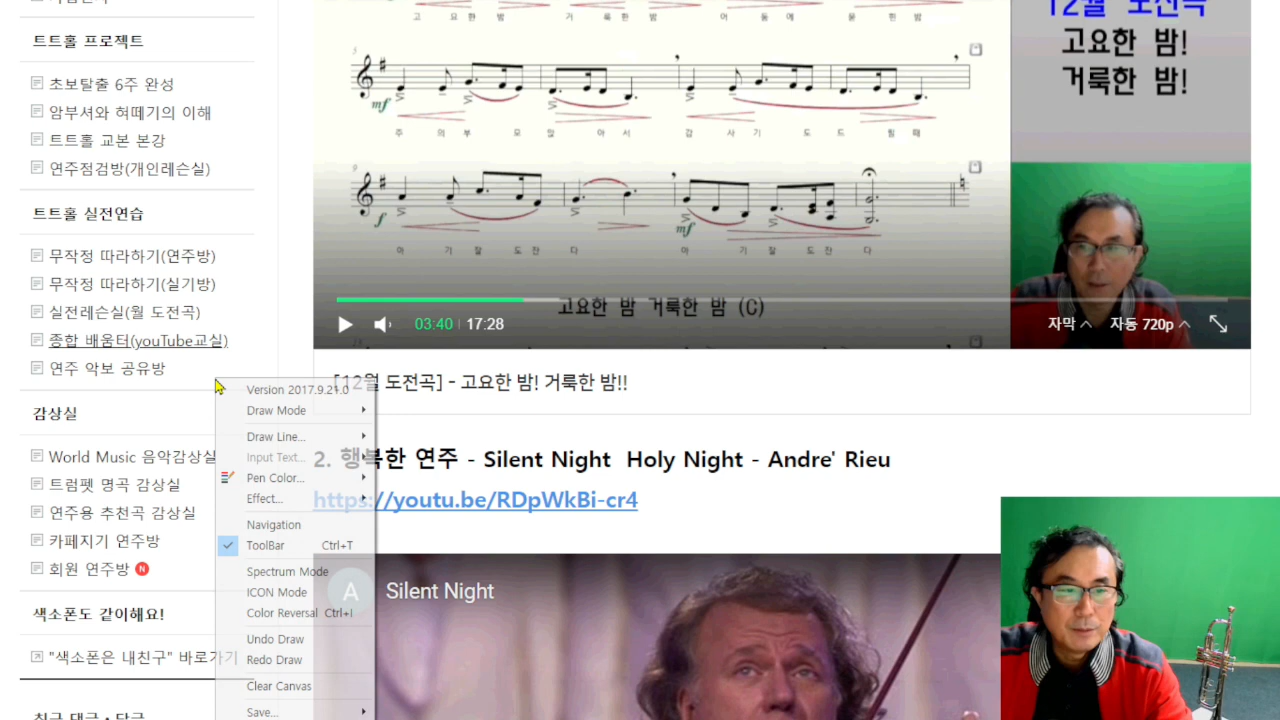 트트홀 프로젝트
초보탈출 6주 완성
암부셔와 혀떼기의 이해
트트홀 교본 본강
연주점검방(개인레슨실)
트트홀 실전연습
무작정 따라하기(연주방)
무작정 따라하기(실기방)
실전레슨실(월 도전곡)
종합 배움터(youTube교실)
연주 악보 공유방
감상실
World Music 음악감상실
트럼펫 명곡 감상실
연주용 추천곡 감상실
카페지기 연주방
회원 연주방 N
색소폰도 같이해요!
"색소폰은 내친구" 바로가기
최근 댓글 · 답글
고 요 한 밤 거 룩 한 밤 어 둠 에 묻 힌 밤
5
mf
주 의 부 모 앉 아 서 감 사 기 도 드 릴 때
9
f
mf
아 기 잘 도 잔 다 아 기 잘 도 잔 다
고요한 밤 거룩한 밤 (C)
12월 도전곡
고요한 밤!
거룩한 밤!
03:40 | 17:28
자막 자동 720p
[12월 도전곡] - 고요한 밤! 거룩한 밤!!
2. 행복한 연주 - Silent Night Holy Night - Andre' Rieu
https://youtu.be/RDpWkBi-cr4
A Silent Night
Version 2017.9.21.0
Draw Mode
Draw Line...
Input Text...
Pen Color...
Effect...
Navigation
ToolBar Ctrl+T
Spectrum Mode
ICON Mode
Color Reversal Ctrl+I
Undo Draw
Redo Draw
Clear Canvas
Save...